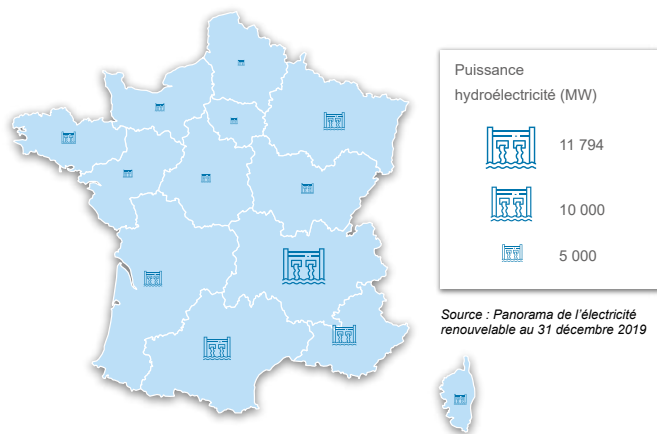 Puissance
hydroélectricité (MW)
11 794
10 000
5 000
Source : Panorama de l’électricité
renouvelable au 31 décembre 2019